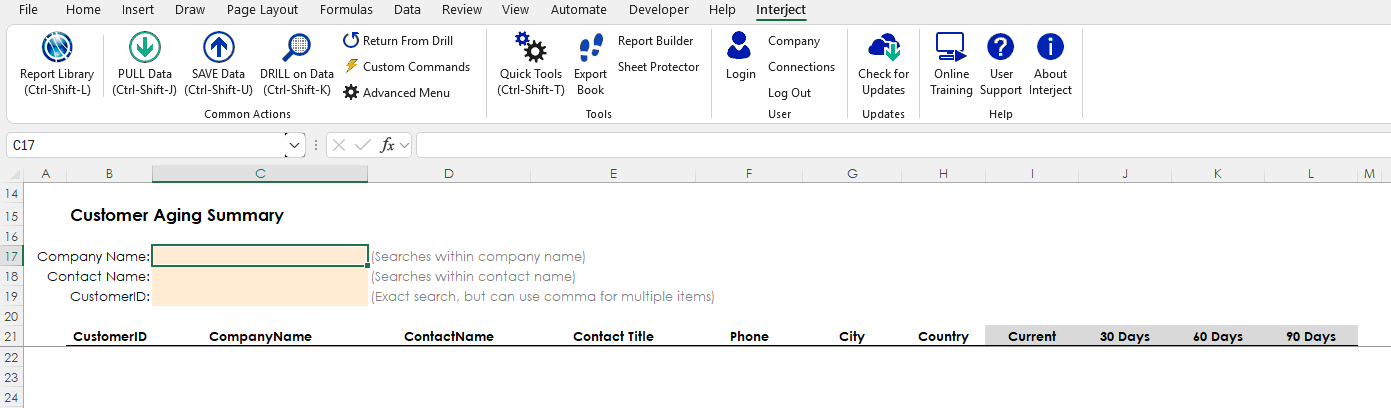 File Home Insert Draw Page Layout Formulas Data Review View Automate Developer Help Interject
Report Library (Ctrl-Shift-L)
PULL Data (Ctrl-Shift-J)
SAVE Data (Ctrl-Shift-U)
DRILL on Data (Ctrl-Shift-K)
Return From Drill
Custom Commands
Advanced Menu
Common Actions
Quick Tools (Ctrl-Shift-T)
Export Book
Report Builder
Sheet Protector
Tools
Login
Company
Connections
Log Out
User
Check for Updates
Updates
Online Training
User Support
About Interject
Help
C17 fx
A B C D E F G H I J K L M
14
15 Customer Aging Summary
16
17 Company Name: (Searches within company name)
18 Contact Name: (Searches within contact name)
19 CustomerID: (Exact search, but can use comma for multiple items)
20
21 CustomerID CompanyName ContactName Contact Title Phone City Country Current 30 Days 60 Days 90 Days
22
23
24